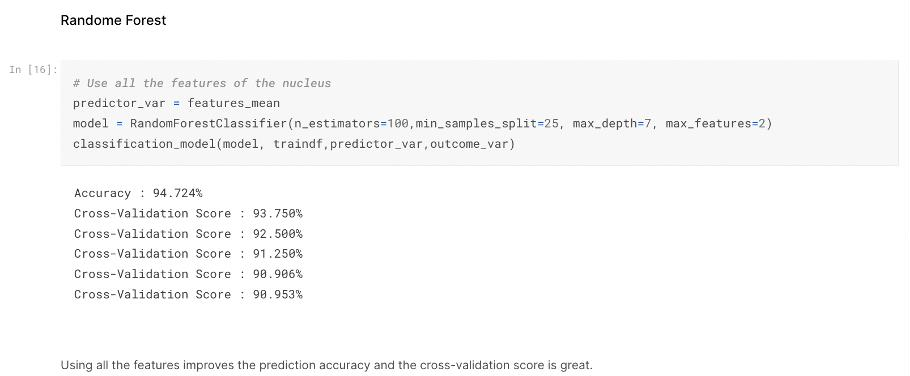 Randome Forest
In [16]:
# Use all the features of the nucleus
predictor_var = features_mean
model = RandomForestClassifier(n_estimators=100,min_samples_split=25, max_depth=7, max_features=2)
classification_model(model, traindf,predictor_var,outcome_var)
Accuracy : 94.724%
Cross-Validation Score : 93.750%
Cross-Validation Score : 92.500%
Cross-Validation Score : 91.250%
Cross-Validation Score : 90.906%
Cross-Validation Score : 90.953%
Using all the features improves the prediction accuracy and the cross-validation score is great.